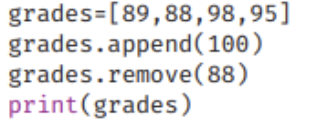 grades=[89,88,98,95]
grades.append(100)
grades.remove(88)
print(grades)